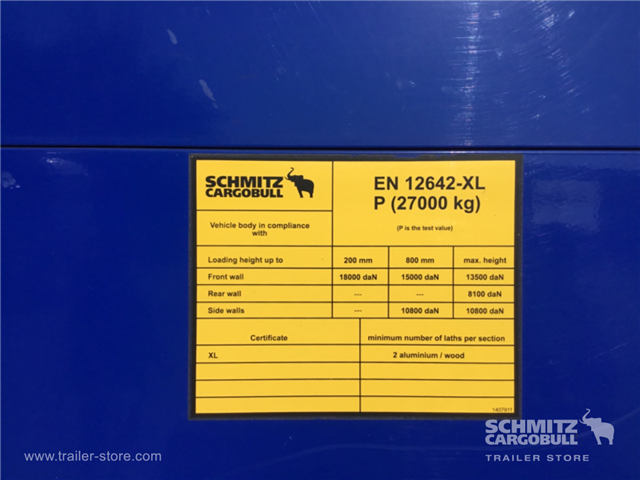 SCHMITZ
CARGOBULL
EN 12642-XL
P (27000 kg)
Vehicle body in compliance
with
(P is the test value)
Loading height up to 200 mm 800 mm max. height
Front wall 18000 daN 15000 daN 13500 daN
Rear wall --- --- 8100 daN
Side walls --- 10800 daN 10800 daN
Certificate minimum number of laths per section
XL 2 aluminium / wood
www.trailer-store.com
SCHMITZ
CARGOBULL
TRAILER STORE